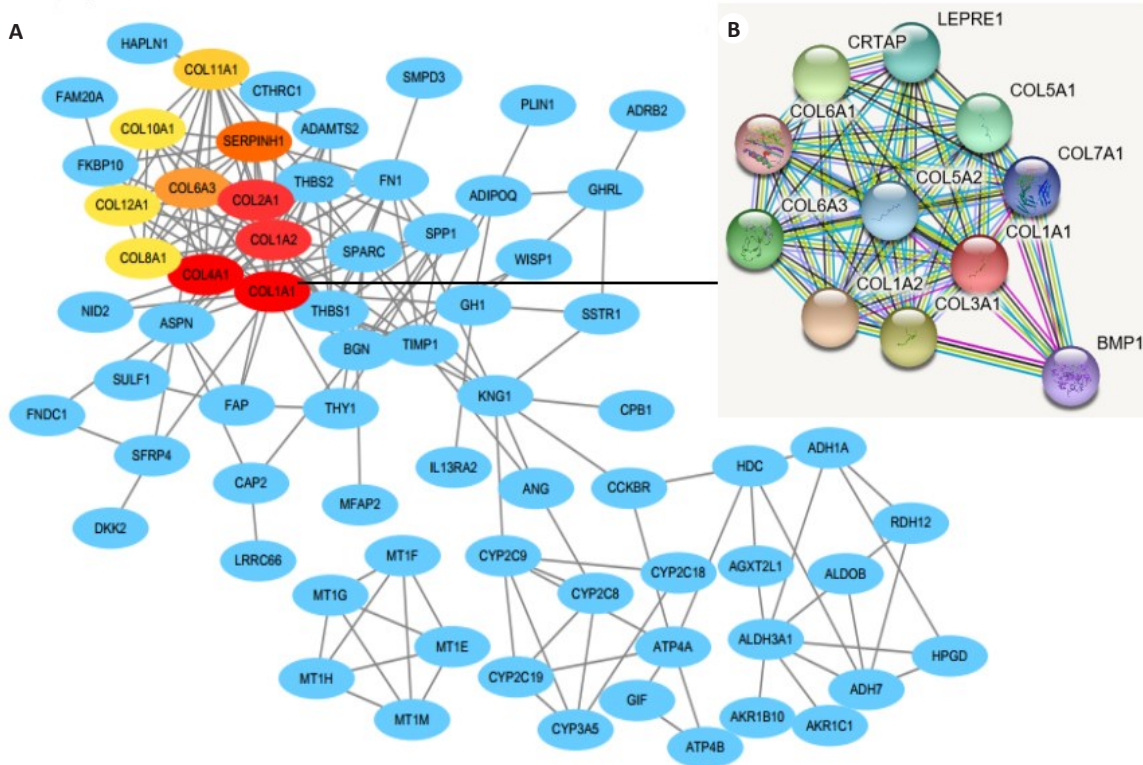 A
HAPLN1
COL11A1
FAM20A
CTHRC1
SMPD3
COL10A1
SERPINH1
ADAMTS2
PLIN1
ADRB2
FKBP10
COL6A3
THBS2
FN1
COL12A1
COL2A1
ADIPOQ
GHRL
COL1A2
SPARC
SPP1
COL8A1
COL4A1
COL1A1
WISP1
NID2
ASPN
THBS1
GH1
SSTR1
BGN
TIMP1
SULF1
FAP
THY1
KNG1
CPB1
FNDC1
SFRP4
CAP2
MFAP2
IL13RA2
ANG
CCKBR
HDC
ADH1A
DKK2
LRRC66
RDH12
MT1F
CYP2C9
CYP2C18
AGXT2L1
ALDOB
MT1G
CYP2C8
MT1E
ATP4A
ALDH3A1
HPGD
MT1H
CYP2C19
GIF
ADH7
MT1M
CYP3A5
ATP4B
AKR1B10
AKR1C1
B
LEPRE1
CRTAP
COL5A1
COL6A1
COL7A1
COL5A2
COL6A3
COL1A1
COL1A2
COL3A1
BMP1